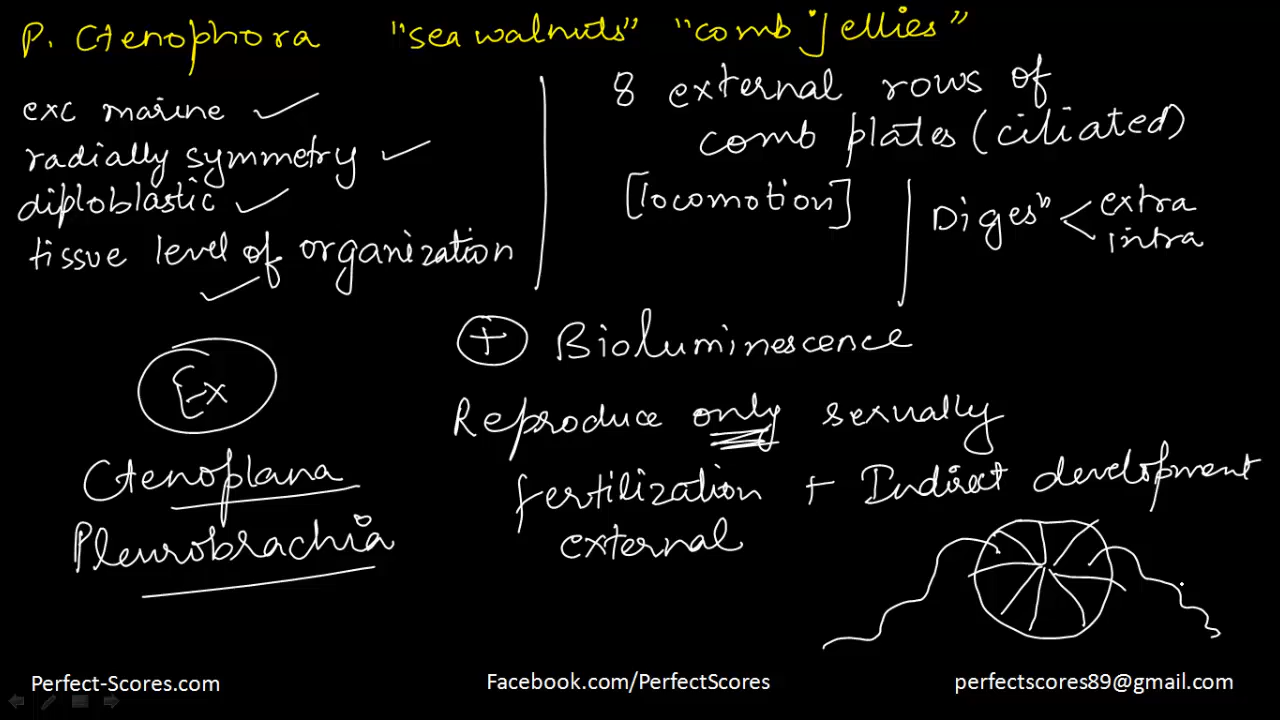 P. Ctenophora "sea walnuts" "comb jellies"
exc marine
radially symmetry
diploblastic
tissue level of organization
8 external rows of
comb plates (ciliated)
[locomotion]
Diges" < extra
intra
+ Bioluminescence
Reproduce only sexually
fertilization + Indirect development
external
Ex
Ctenoplana
Pleurobrachia
Perfect-Scores.com
Facebook.com/PerfectScores
perfectscores89@gmail.com